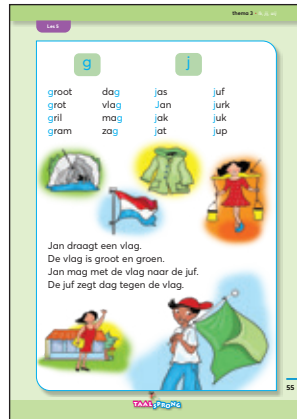 thema 2 •
Les 5
g j
groot dag jas juf
grot vlag Jan jurk
gril mag jak juk
gram zag jat jup
Jan draagt een vlag.
De vlag is groot en groen.
Jan mag met de vlag naar de juf.
De juf zegt dag tegen de vlag.
55
TAALSPRONG